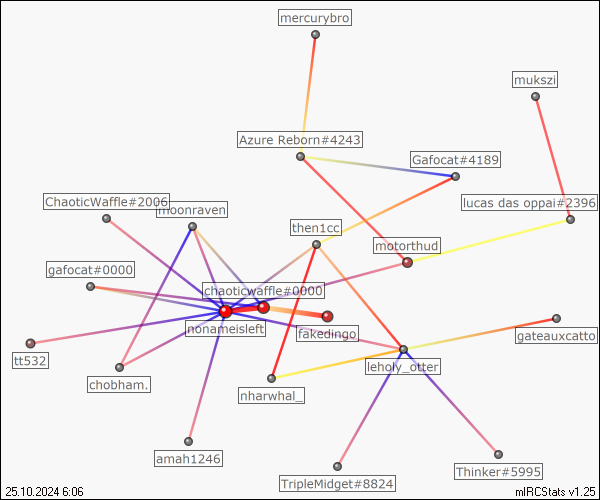 mercurybro
mukszi
Azure Reborn#4243
Gafocat#4189
ChaoticWaffle#2006
moonraven
lucas das oppai#2396
then1cc
motorthud
gafocat#0000
chaoticwaffle#0000
nonameisleft
fakedingo
gateauxcatto
tt532
leholy_otter
chobham.
nharwhal_
amah1246
Thinker#5995
TripleMidget#8824
25.10.2024 6:06
mIRCStats v1.25